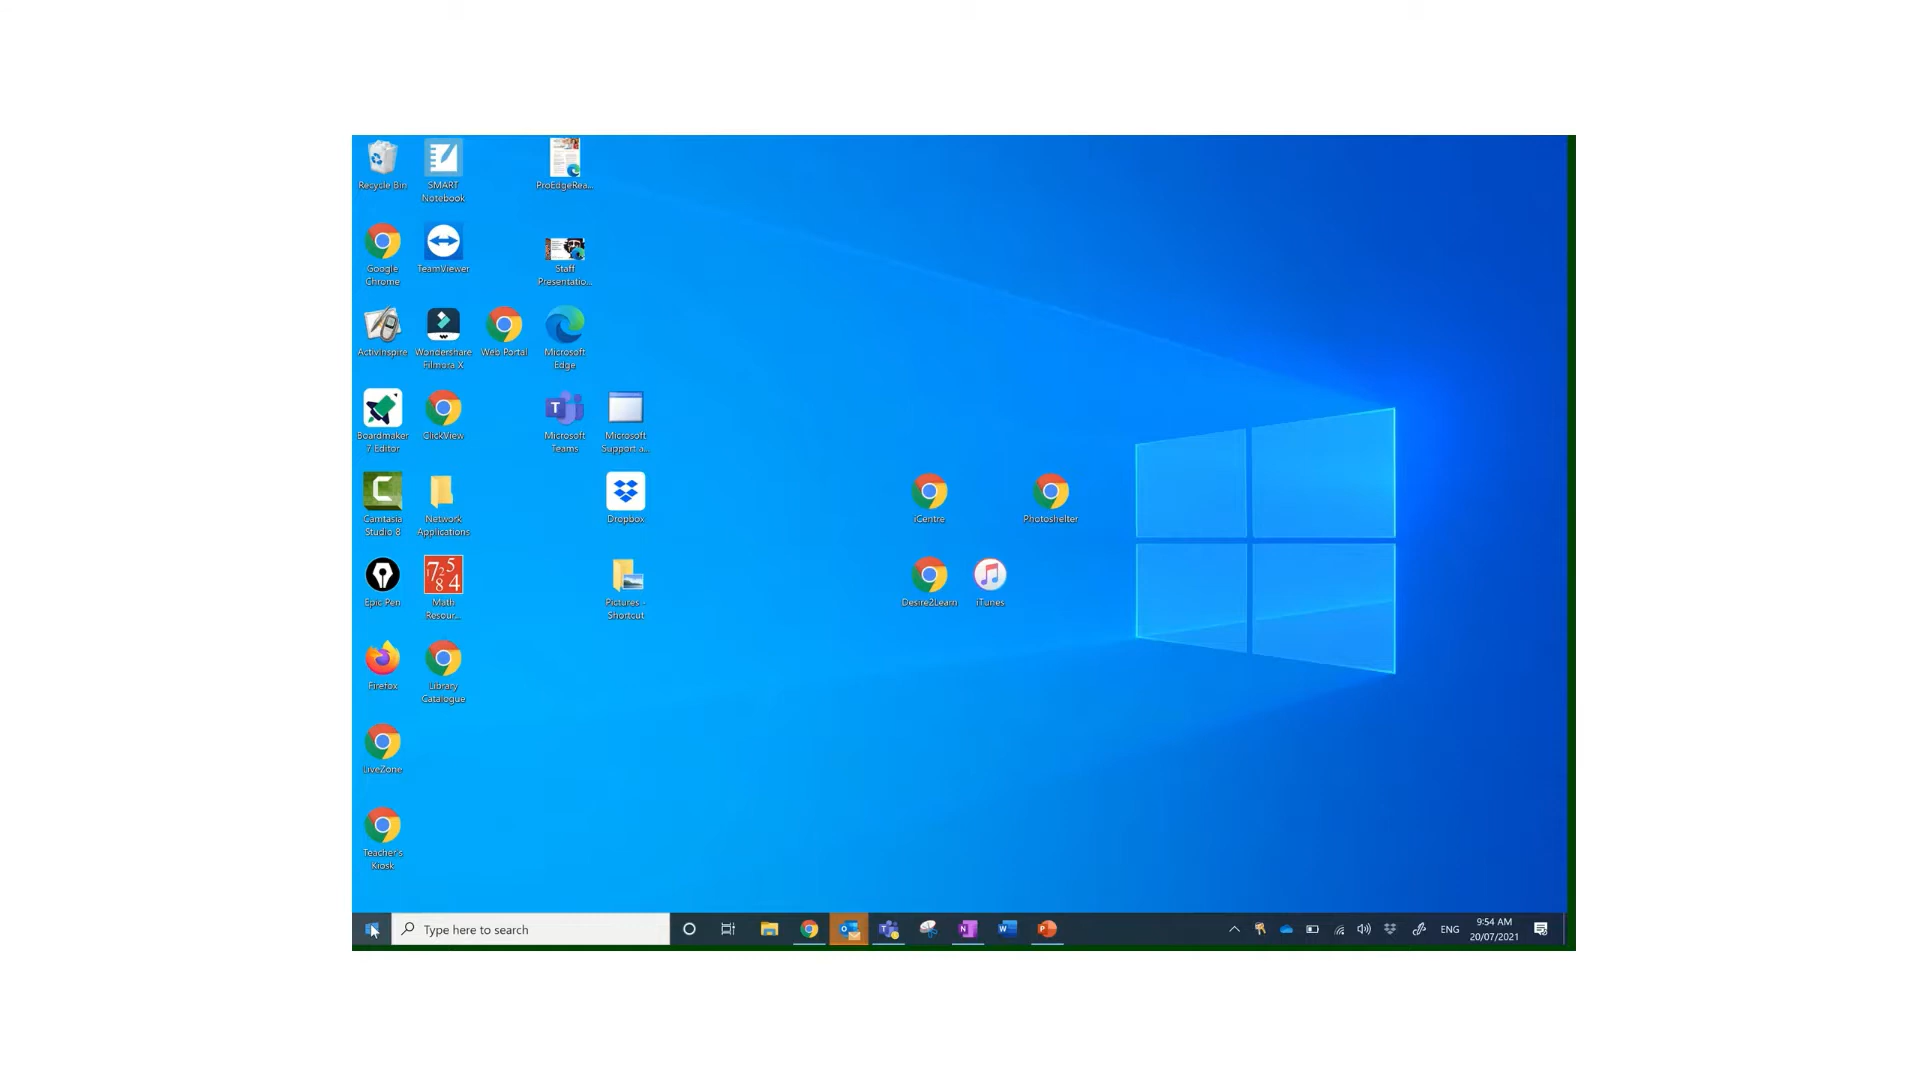 Recycle Bin
SMART
Notebook
ProEdgeRea...
Google
Chrome
TeamViewer
Staff
Presentatio...
ActivInspire
Wondershare
Filmora X
Web Portal
Microsoft
Edge
Boardmaker
7 Editor
ClickView
Microsoft
Teams
Microsoft
Support a...
Camtasia
Studio 8
Network
Applications
Dropbox
iCentre
Photoshelter
Epic Pen
Math
Resour...
Pictures -
Shortcut
Desire2Learn
iTunes
Firefox
Library
Catalogue
LiveZone
Teacher's
Kiosk
Type here to search
ENG
9:54 AM
20/07/2021